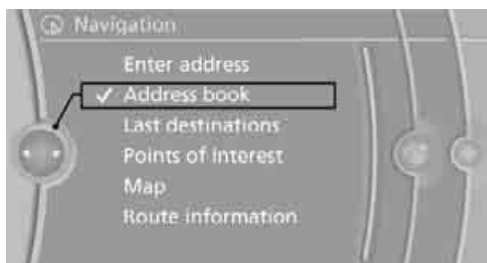 Navigation
Enter address
Address book
Last destinations
Points of Interest
Map
Route information